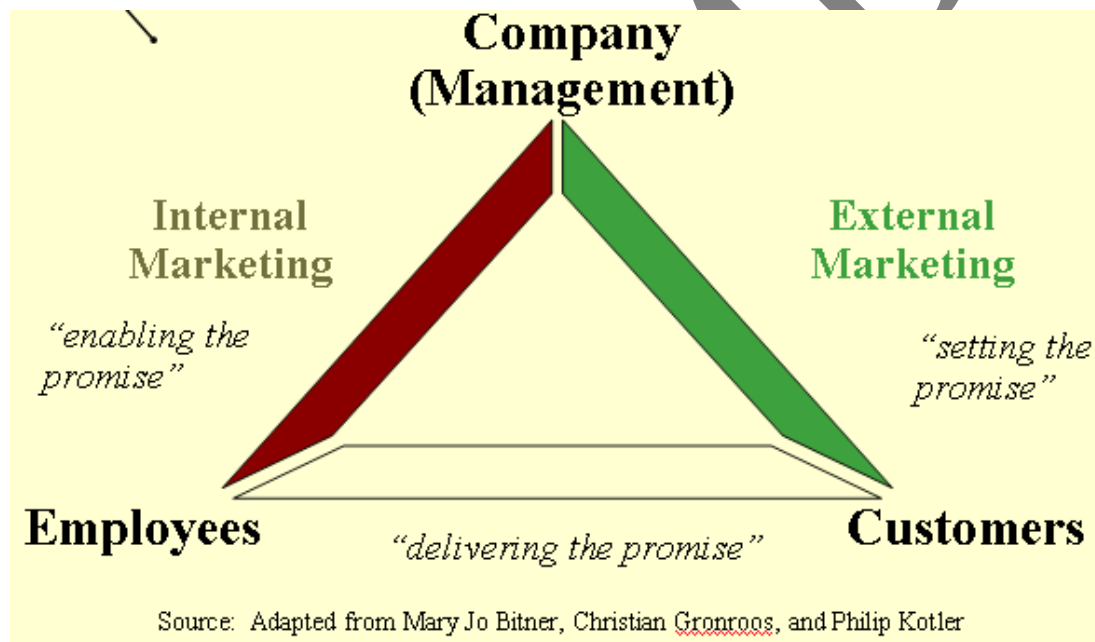 Company
(Management)
Internal
Marketing
External
Marketing
“enabling the
promise”
“setting the
promise”
Employees
Customers
“delivering the promise”
Source: Adapted from Mary Jo Bitner, Christian Gronroos, and Philip Kotler